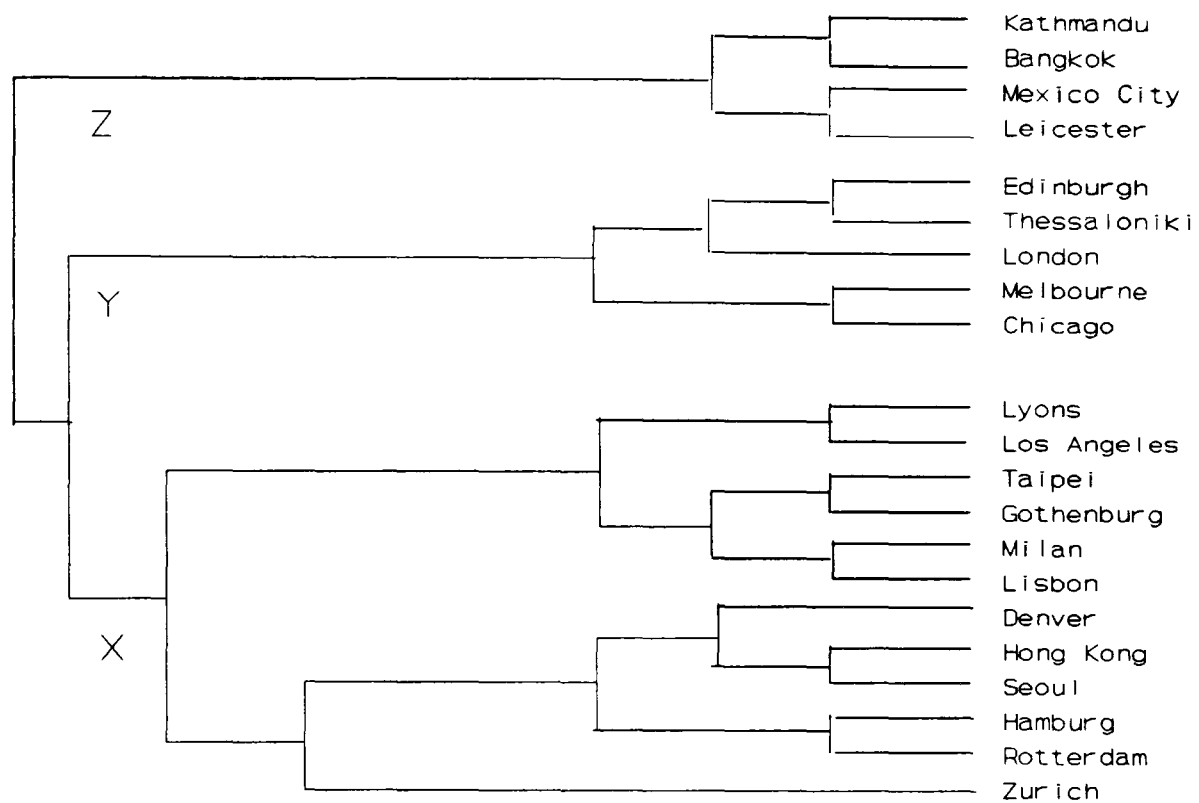 Kathmandu
Bangkok
Mexico City
Z
Leicester
Edinburgh
Thessaloniki
London
Melbourne
Y
Chicago
Lyons
Los Angeles
Taipei
Gothenburg
Milan
Lisbon
Denver
X
Hong Kong
Seoul
Hamburg
Rotterdam
Zurich